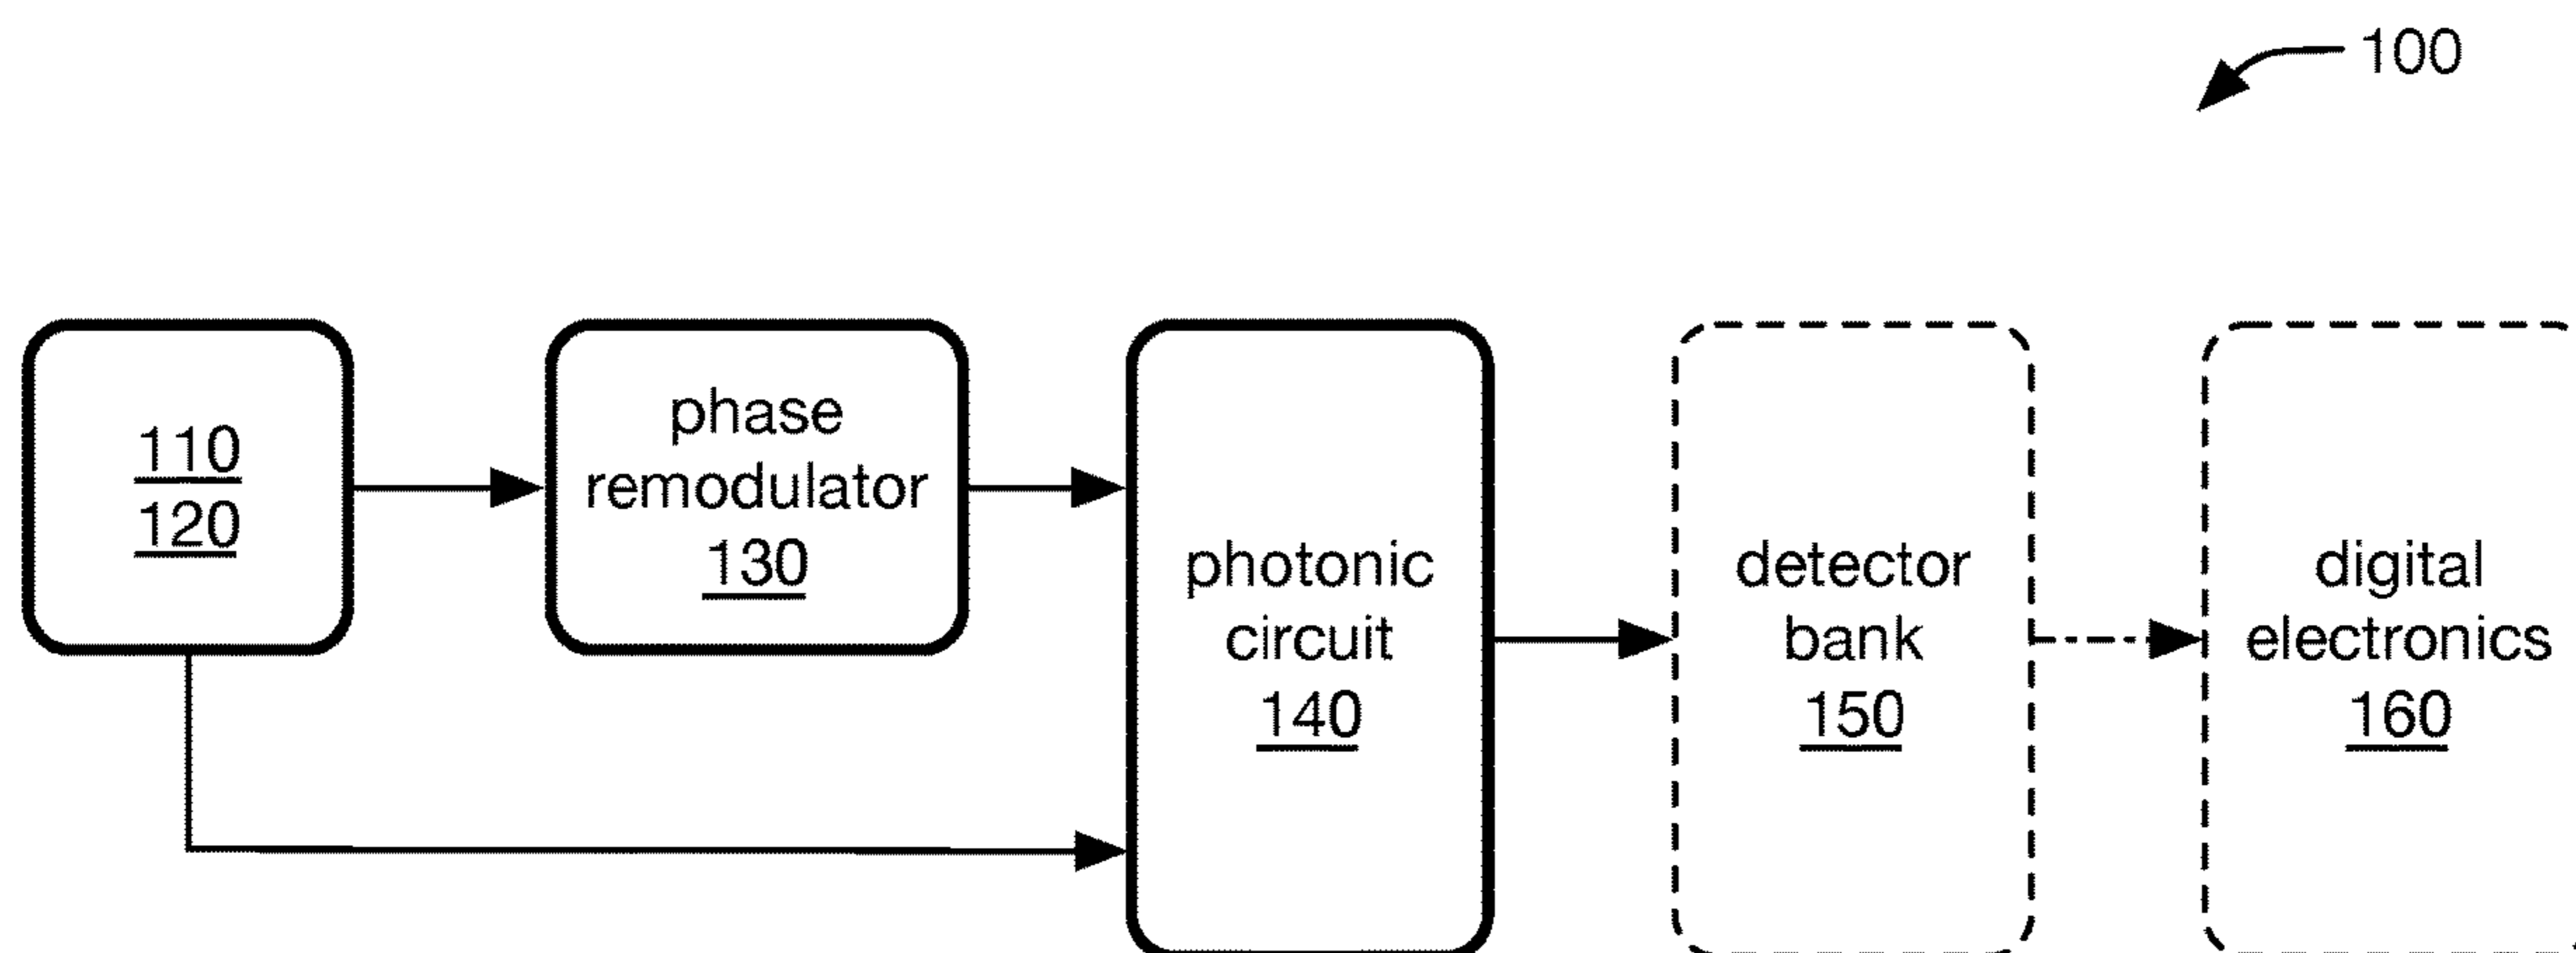 100
110
120
phase
remodulator
130
photonic
circuit
140
detector
bank
150
digital
electronics
160